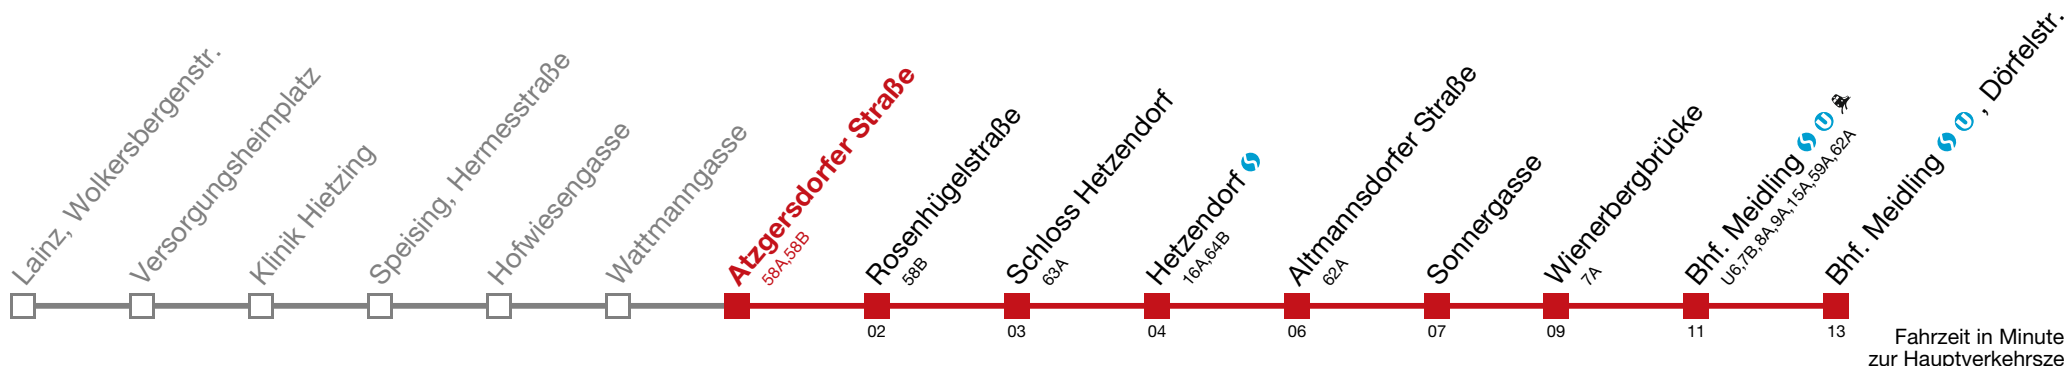 Lainz, Wolkersbergenstr.
Versorgungsheimplatz
Klinik Hietzing
Speising, Hermesstraße
Hofwiesengasse
Wattmanngasse
Atzgersdorfer Straße
58A,58B
Rosenhügelstraße
58B
Schloss Hetzendorf
63A
Hetzendorf
16A,64B
Altmannsdorfer Straße
62A
Sonnergasse
Wienerbergbrücke
7A
Bhf. Meidling U
U6,7B,8A,9A,15A,59A,62A
Bhf. Meidling U , Dörfelstr.
02 03 04 06 07 09 11 13
Fahrzeit in Minute
zur Hauptverkehrsze